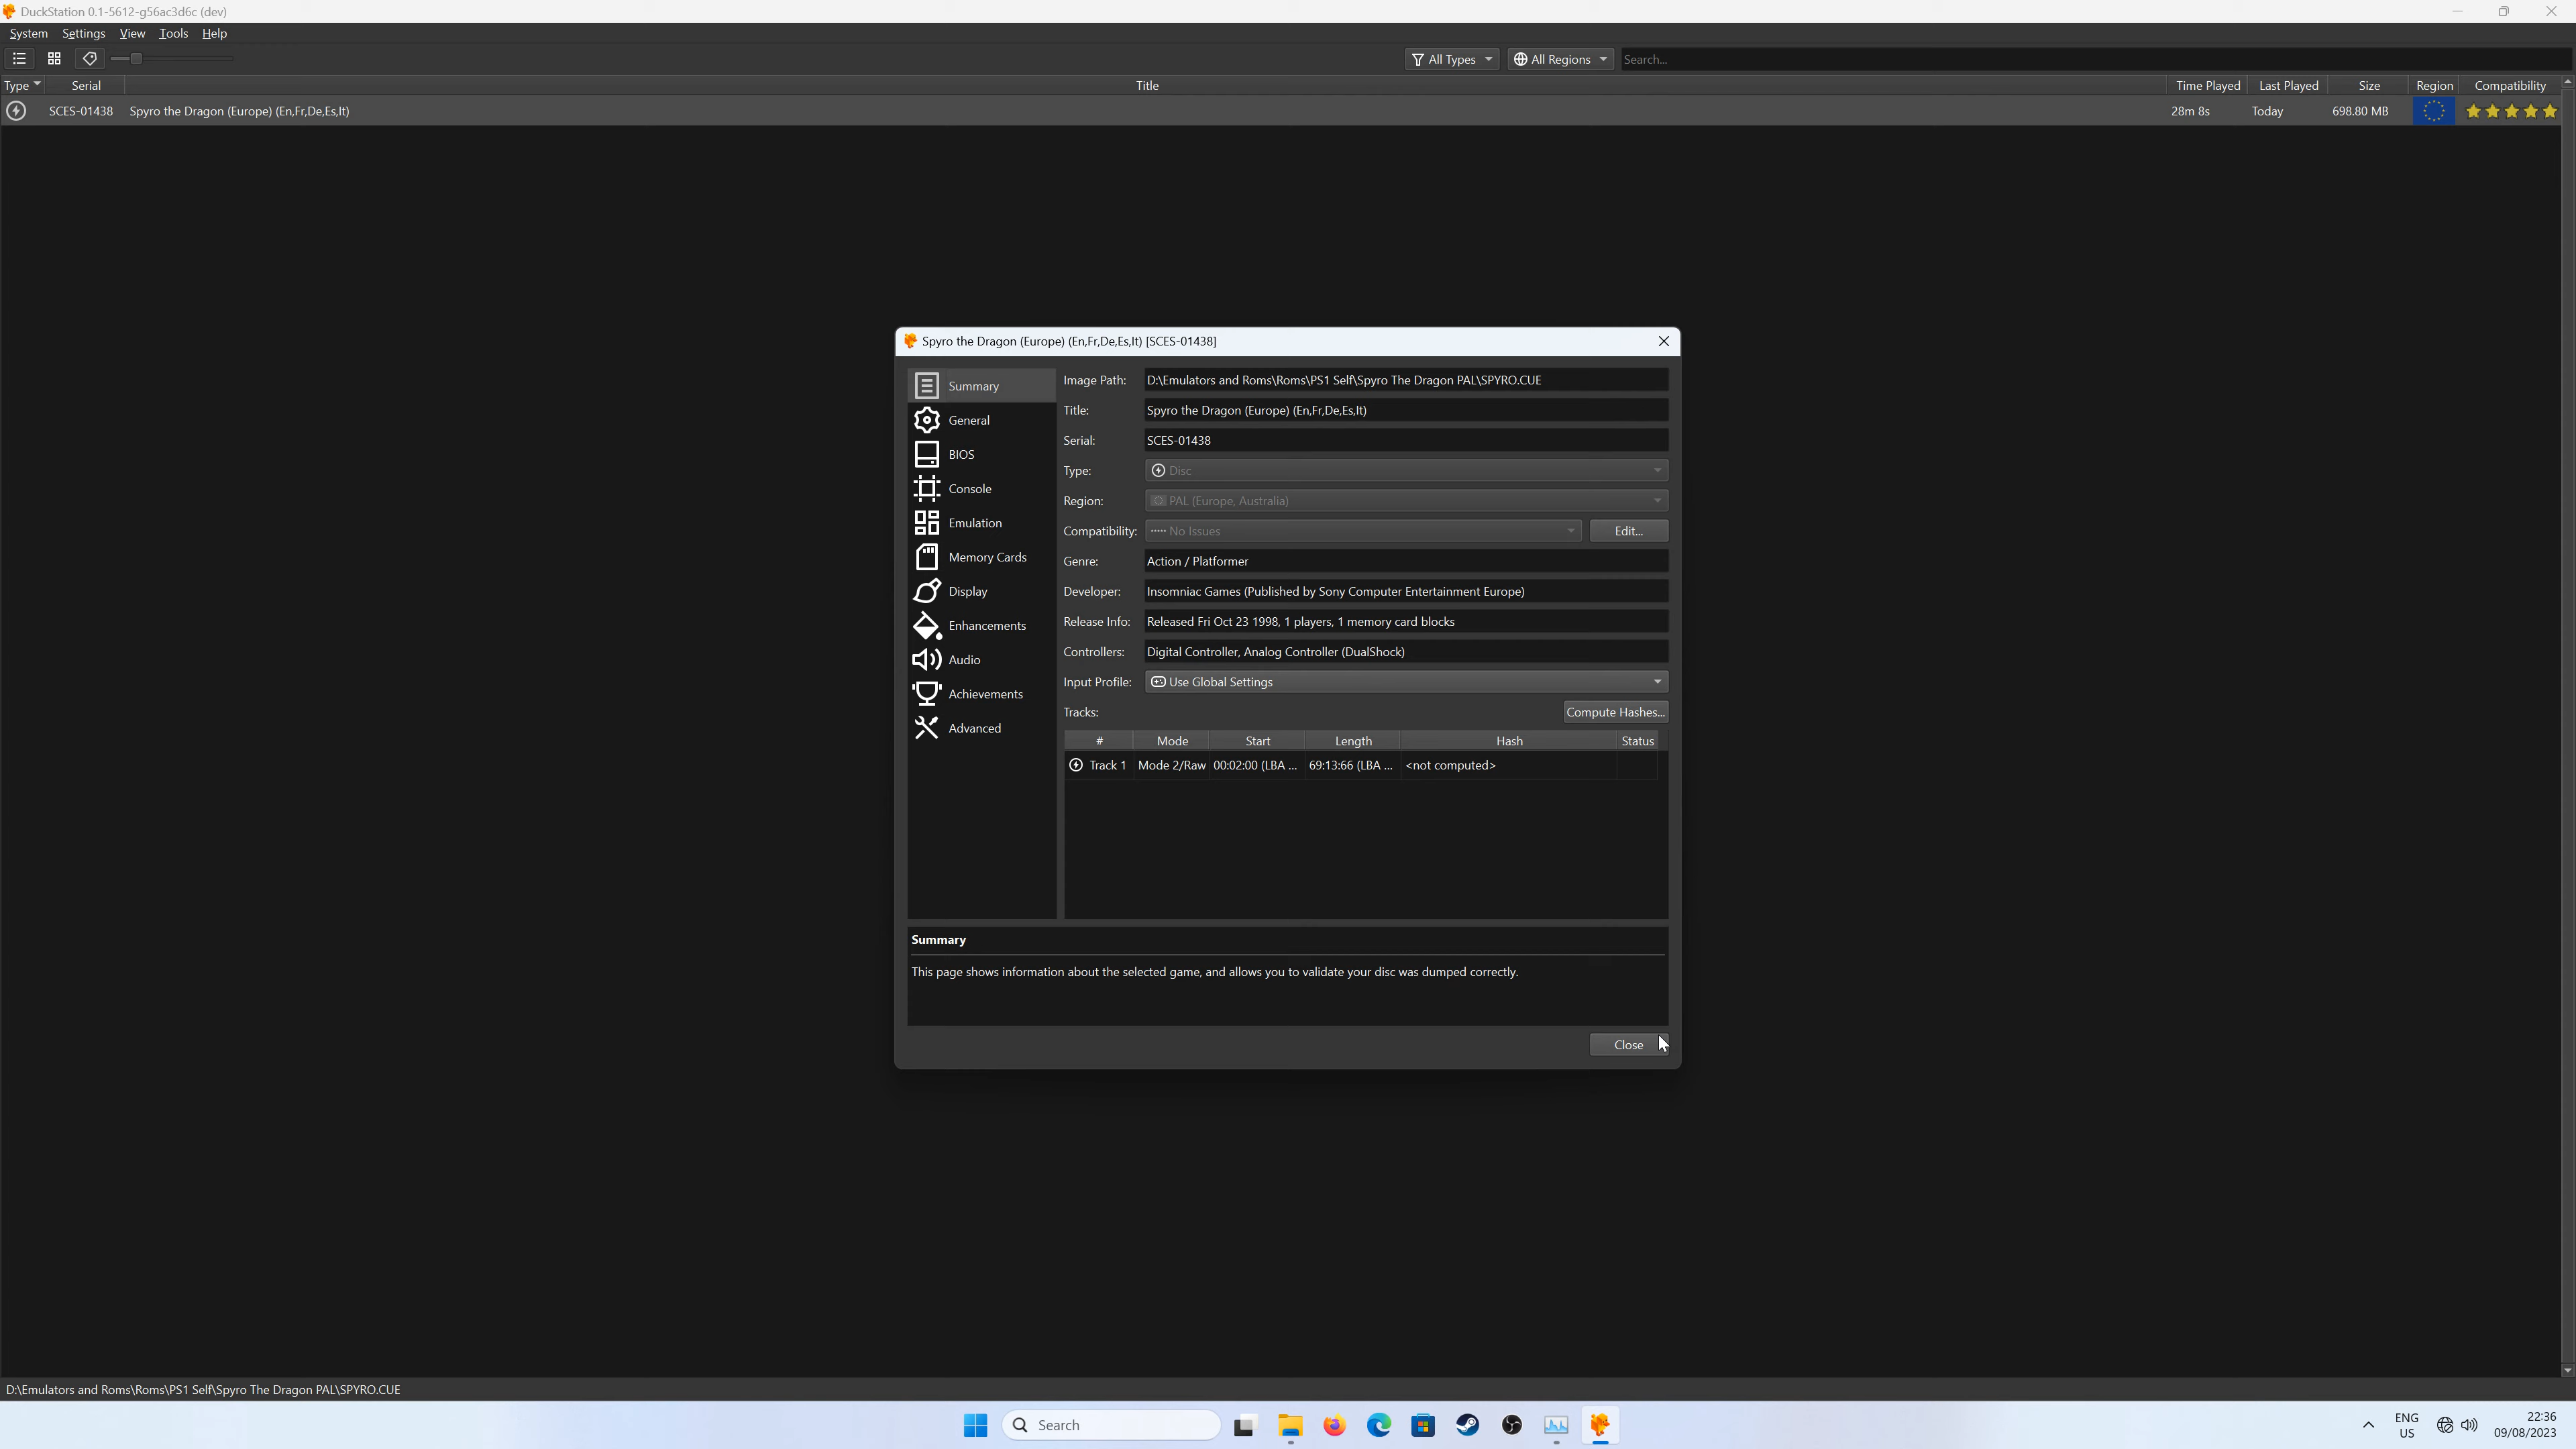 DuckStation 0.1-5612-g56ac3d6c (dev)
System Settings View Tools Help
All Types All Regions Search...
Type Serial Title Time Played Last Played Size Region Compatibility
SCES-01438 Spyro the Dragon (Europe) (En,Fr,De,Es,It) 28m 8s Today 698.80 MB
Spyro the Dragon (Europe) (En,Fr,De,Es,It) [SCES-01438]
Summary
General
BIOS
Console
Emulation
Memory Cards
Display
Enhancements
Audio
Achievements
Advanced
Image Path: D:\Emulators and Roms\Roms\PS1 Self\Spyro The Dragon PAL\SPYRO.CUE
Title: Spyro the Dragon (Europe) (En,Fr,De,Es,It)
Serial: SCES-01438
Type: Disc
Region: PAL (Europe, Australia)
Compatibility: No Issues Edit...
Genre: Action / Platformer
Developer: Insomniac Games (Published by Sony Computer Entertainment Europe)
Release Info: Released Fri Oct 23 1998, 1 players, 1 memory card blocks
Controllers: Digital Controller, Analog Controller (DualShock)
Input Profile: Use Global Settings
Tracks: Compute Hashes...
# Mode Start Length Hash Status
Track 1 Mode 2/Raw 00:02:00 (LBA ... 69:13:66 (LBA ... <not computed>
Summary
This page shows information about the selected game, and allows you to validate your disc was dumped correctly.
Close
D:\Emulators and Roms\Roms\PS1 Self\Spyro The Dragon PAL\SPYRO.CUE
Search
ENG
US
22:36
09/08/2023